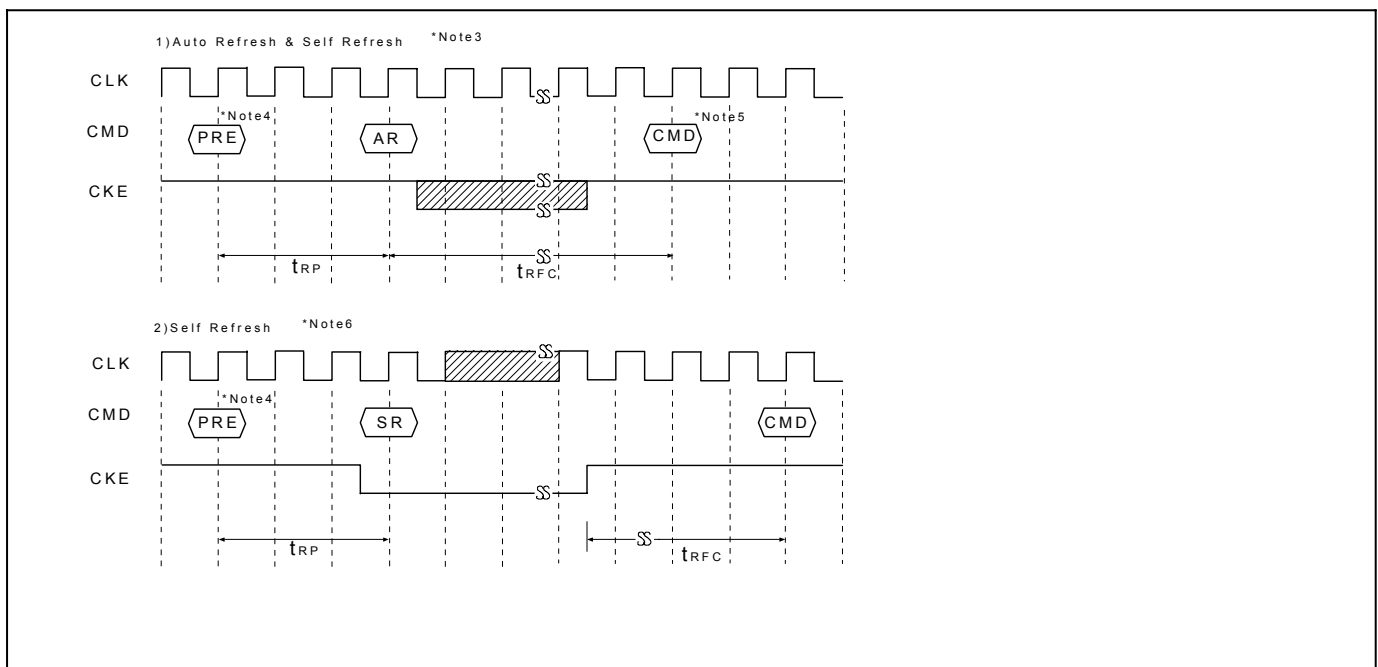 1)Auto Refresh & Self Refresh *Note3
CLK
*Note4 *Note5
CMD PRE AR CMD
CKE
tRP tRFC
2)Self Refresh *Note6
CLK
*Note4
CMD PRE SR CMD
CKE
tRP tRFC